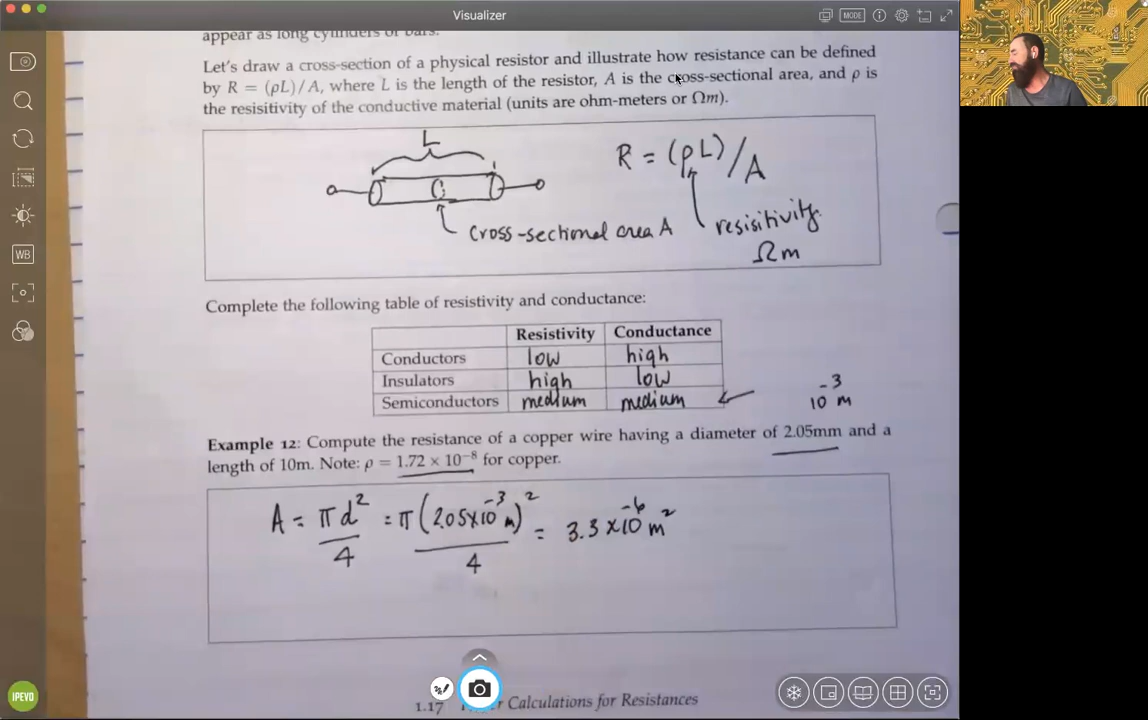 Visualizer
MODE
appear as long cylinders or bars.
Let's draw a cross-section of a physical resistor and illustrate how resistance can be defined
by R = (ρL)/A, where L is the length of the resistor, A is the cross-sectional area, and ρ is
the resisitivity of the conductive material (units are ohm-meters or Ωm).
L
R = (ρL)/A
cross-sectional area A
resisitivity
Ωm
Complete the following table of resistivity and conductance:
Resistivity Conductance
Conductors low high
Insulators high low
Semiconductors medium medium
10⁻³ m
Example 12: Compute the resistance of a copper wire having a diameter of 2.05mm and a
length of 10m. Note: ρ = 1.72 × 10⁻⁸ for copper.
A = πd²/4 = π(2.05×10⁻³m)²/4 = 3.3×10⁻⁶ m²
1.17 Calculations for Resistances
WB
IPEVO